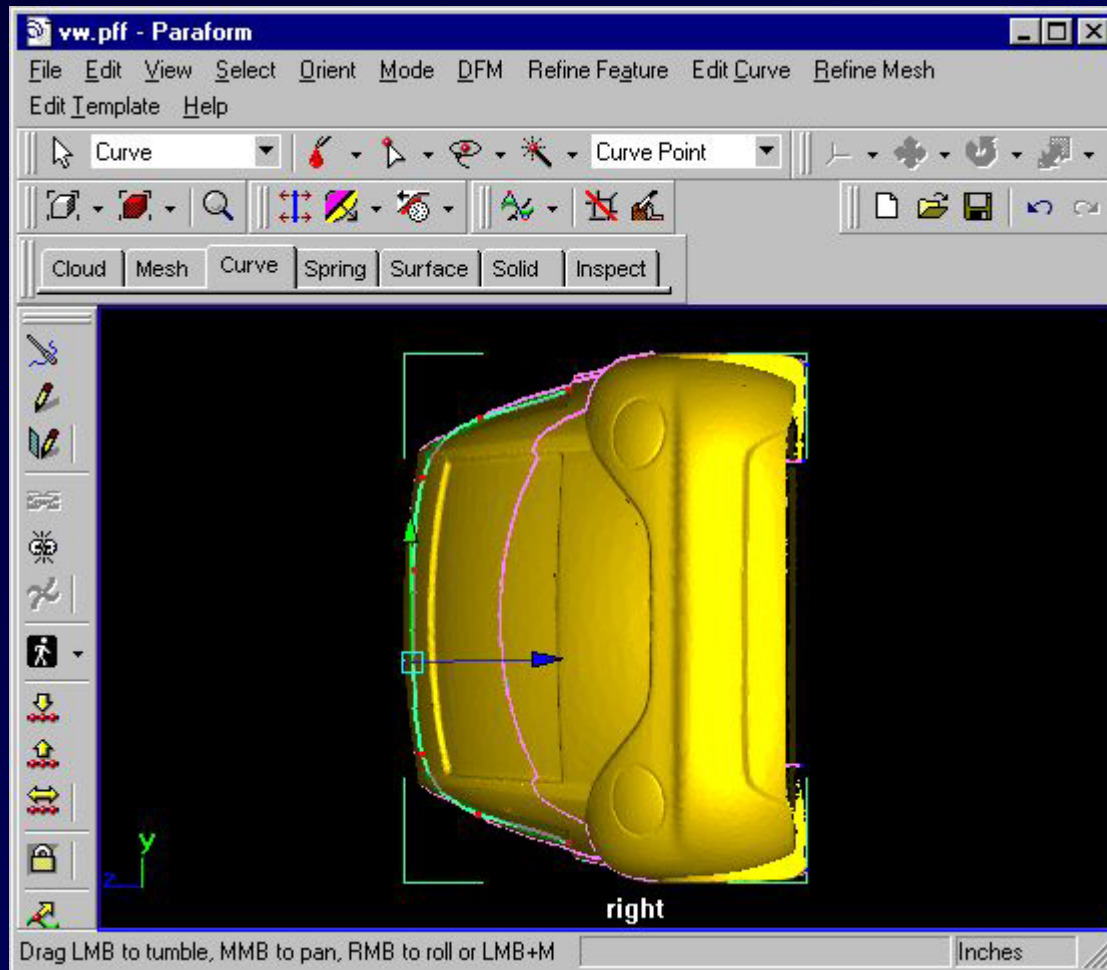 vw.pff - Paraform
File Edit View Select Orient Mode DFM Refine Feature Edit Curve Refine Mesh
Edit Template Help
Curve Curve Point
Cloud Mesh Curve Spring Surface Solid Inspect
y
z
right
Drag LMB to tumble, MMB to pan, RMB to roll or LMB+M Inches